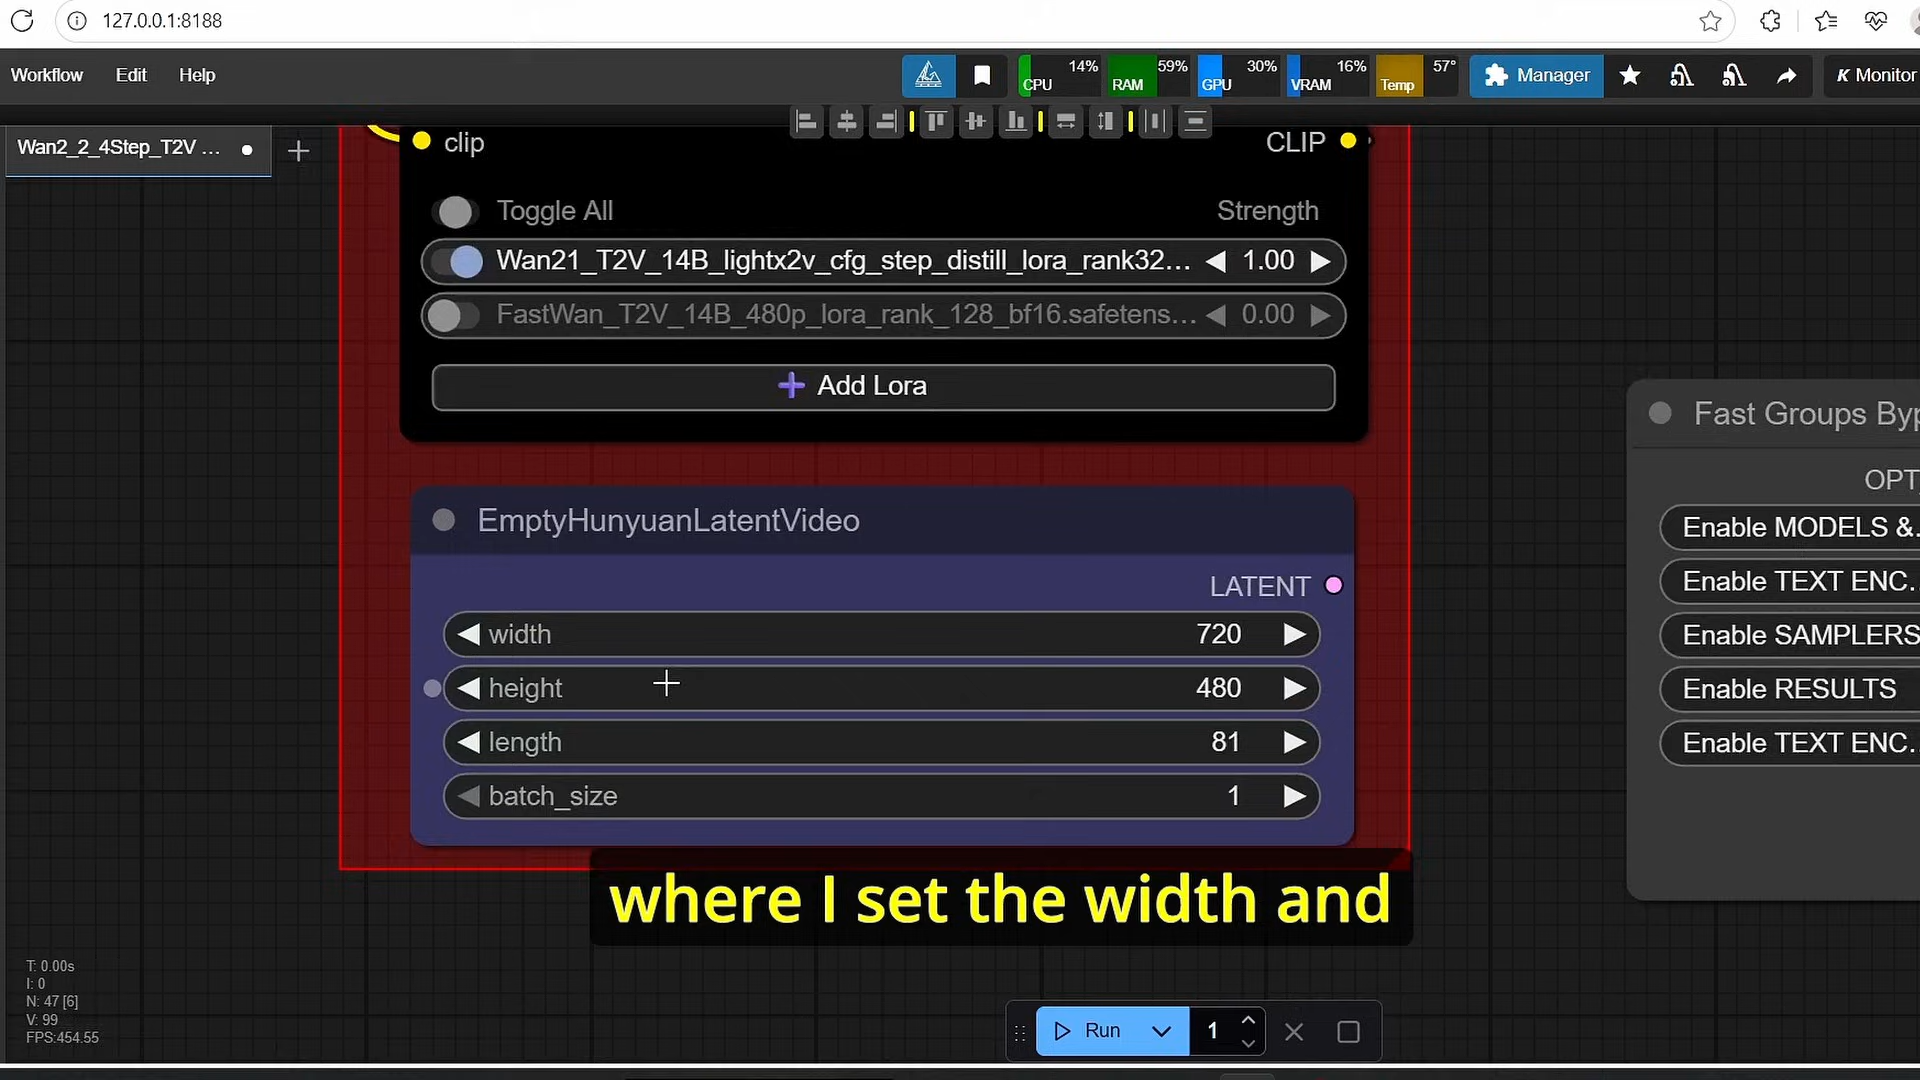 127.0.0.1:8188
Workflow Edit Help
CPU 14% RAM 59% GPU 30% VRAM 16% Temp 57° Manager K Monitor
Wan2_2_4Step_T2V ...
clip CLIP
Toggle All Strength
Wan21_T2V_14B_lightx2v_cfg_step_distill_lora_rank32... 1.00
FastWan_T2V_14B_480p_lora_rank_128_bf16.safetens... 0.00
Add Lora
EmptyHunyuanLatentVideo
LATENT
width 720
height 480
length 81
batch_size 1
Fast Groups Byp
OPT
Enable MODELS &.
Enable TEXT ENC..
Enable SAMPLERS
Enable RESULTS
Enable TEXT ENC..
where I set the width and
T: 0.00s
I: 0
N: 47 [6]
V: 99
FPS:454.55
Run 1